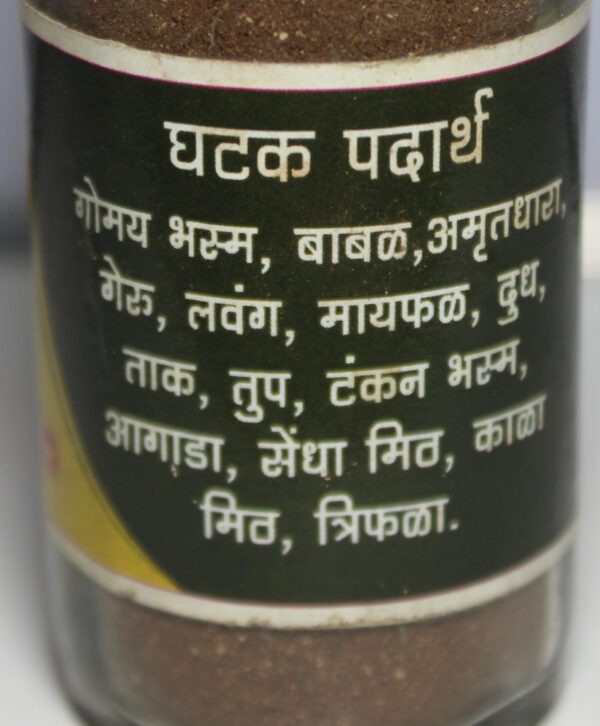 घटक पदार्थ
गोमय भस्म, बाबळ,अमृतधारा,
गेरु, लवंग, मायफळ, दुध,
ताक, तुप, टंकन भस्म,
आगाडा, सेंधा मिठ, काळा
मिठ, त्रिफळा.